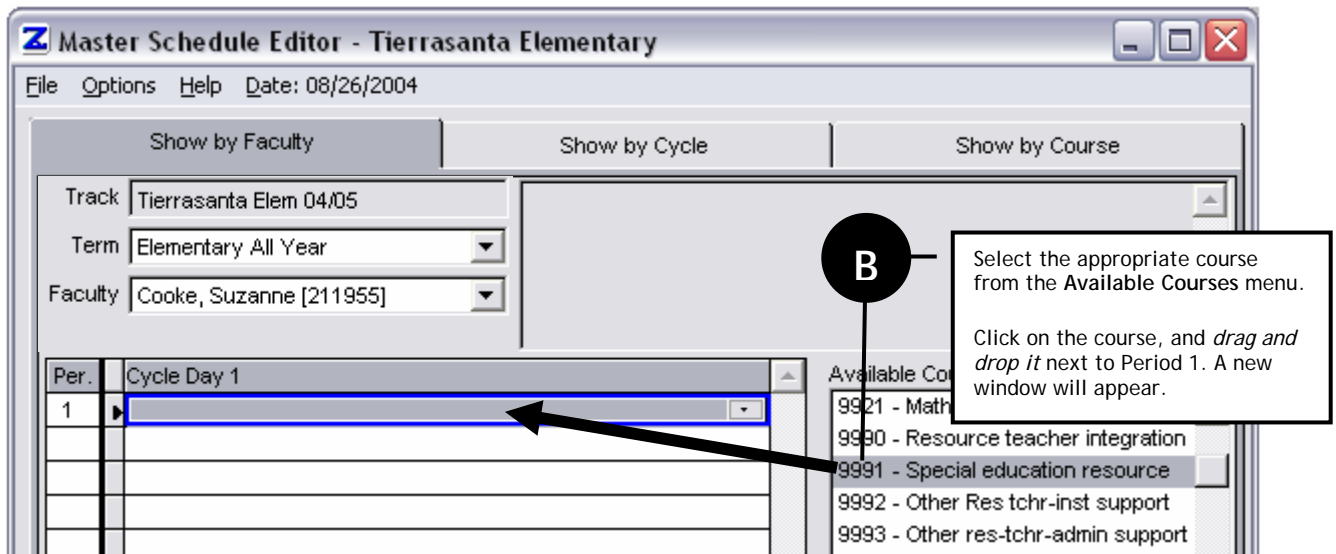 Master Schedule Editor - Tierrasanta Elementary
File Options Help Date: 08/26/2004
Show by Faculty
Show by Cycle
Show by Course
Track Tierrasanta Elem 04/05
Term Elementary All Year
Faculty Cooke, Suzanne [211955]
B
Select the appropriate course
from the Available Courses menu.
Click on the course, and drag and
drop it next to Period 1. A new
window will appear.
Per. Cycle Day 1
1
Available Cou
9921 - Math
9990 - Resource teacher integration
9991 - Special education resource
9992 - Other Res tchr-inst support
9993 - Other res-tchr-admin support